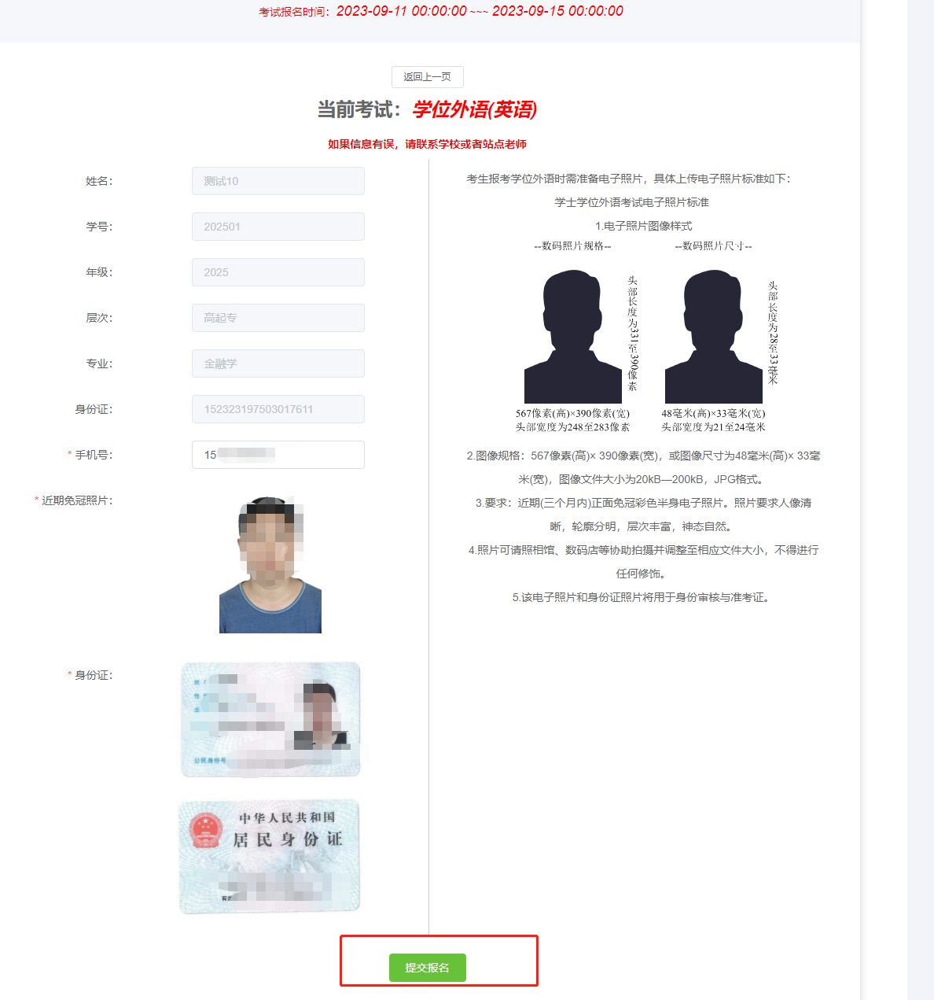 考试报名时间：2023-09-11 00:00:00 ~~~ 2023-09-15 00:00:00
返回上一页
当前考试：学位外语(英语)
如果信息有误，请联系学校或者站点老师
姓名：
测试10
学号：
202501
年级：
2025
层次：
高起专
专业：
金融学
身份证：
152323197503017611
* 手机号：
15
* 近期免冠照片：
* 身份证：
公民身份号
中华人民共和国
居民身份证
有效
考生报考学位外语时需准备电子照片，具体上传电子照片标准如下：
学士学位外语考试电子照片标准
1.电子照片图像样式
--数码照片规格--
头部长度为331至390像素
567像素(高)×390像素(宽)
头部宽度为248至283像素
--数码照片尺寸--
头部长度为28至33毫米
48毫米(高)×33毫米(宽)
头部宽度为21至24毫米
2.图像规格：567像素(高)× 390像素(宽)，或图像尺寸为48毫米(高)× 33毫
米(宽)，图像文件大小为20kB—200kB，JPG格式。
3.要求：近期(三个月内)正面免冠彩色半身电子照片。照片要求人像清
晰，轮廓分明，层次丰富，神态自然。
4.照片可请照相馆、数码店等协助拍摄并调整至相应文件大小，不得进行
任何修饰。
5.该电子照片和身份证照片将用于身份审核与准考证。
提交报名